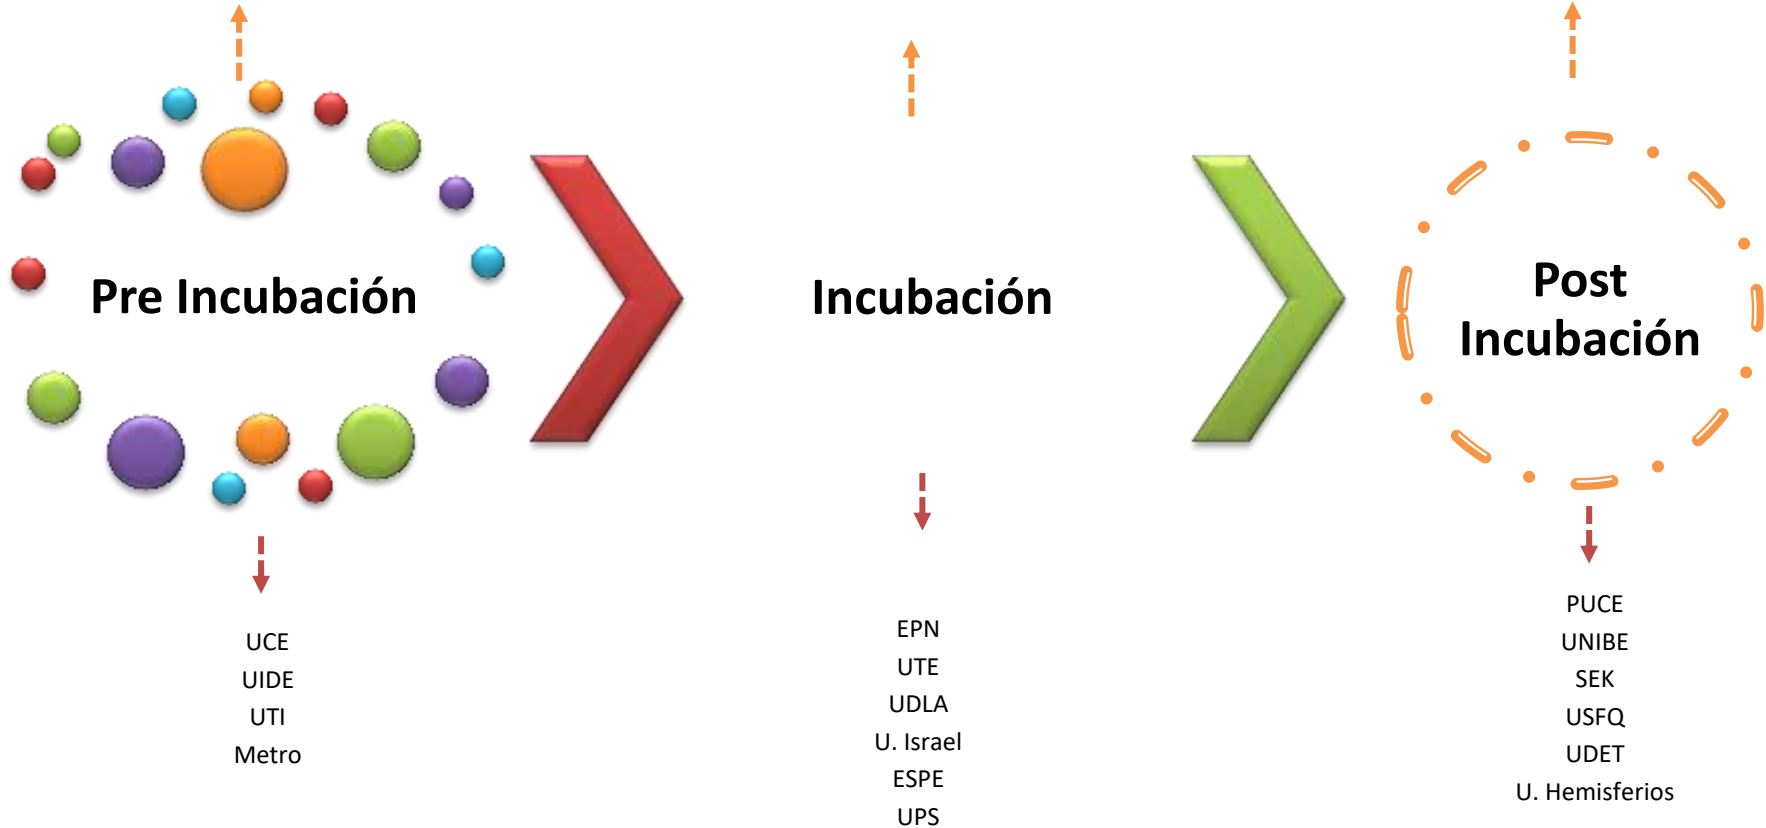 Pre Incubación
Incubación
Post
Incubación
UCE
UIDE
UTI
Metro
EPN
UTE
UDLA
U. Israel
ESPE
UPS
PUCE
UNIBE
SEK
USFQ
UDET
U. Hemisferios